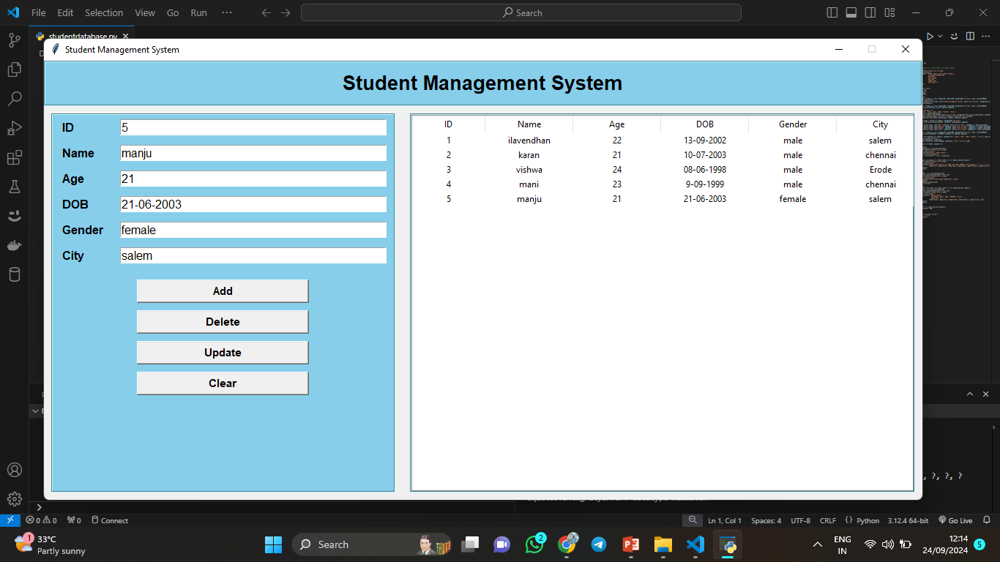 File Edit Selection View Go Run ··· Search
studentdatabase.py
Student Management System
Student Management System
ID 5
Name manju
Age 21
DOB 21-06-2003
Gender female
City salem
Add
Delete
Update
Clear
ID Name Age DOB Gender City
1 ilavendhan 22 13-09-2002 male salem
2 karan 21 10-07-2003 male chennai
3 vishwa 24 08-06-1998 male Erode
4 mani 23 9-09-1999 male chennai
5 manju 21 21-06-2003 female salem
, ?, ?, ?
0 0 0 Connect Ln 1, Col 1 Spaces: 4 UTF-8 CRLF {} Python 3.12.4 64-bit Go Live
1 33°C
Partly sunny
Search
2
ENG
IN
12:14
24/09/2024
5